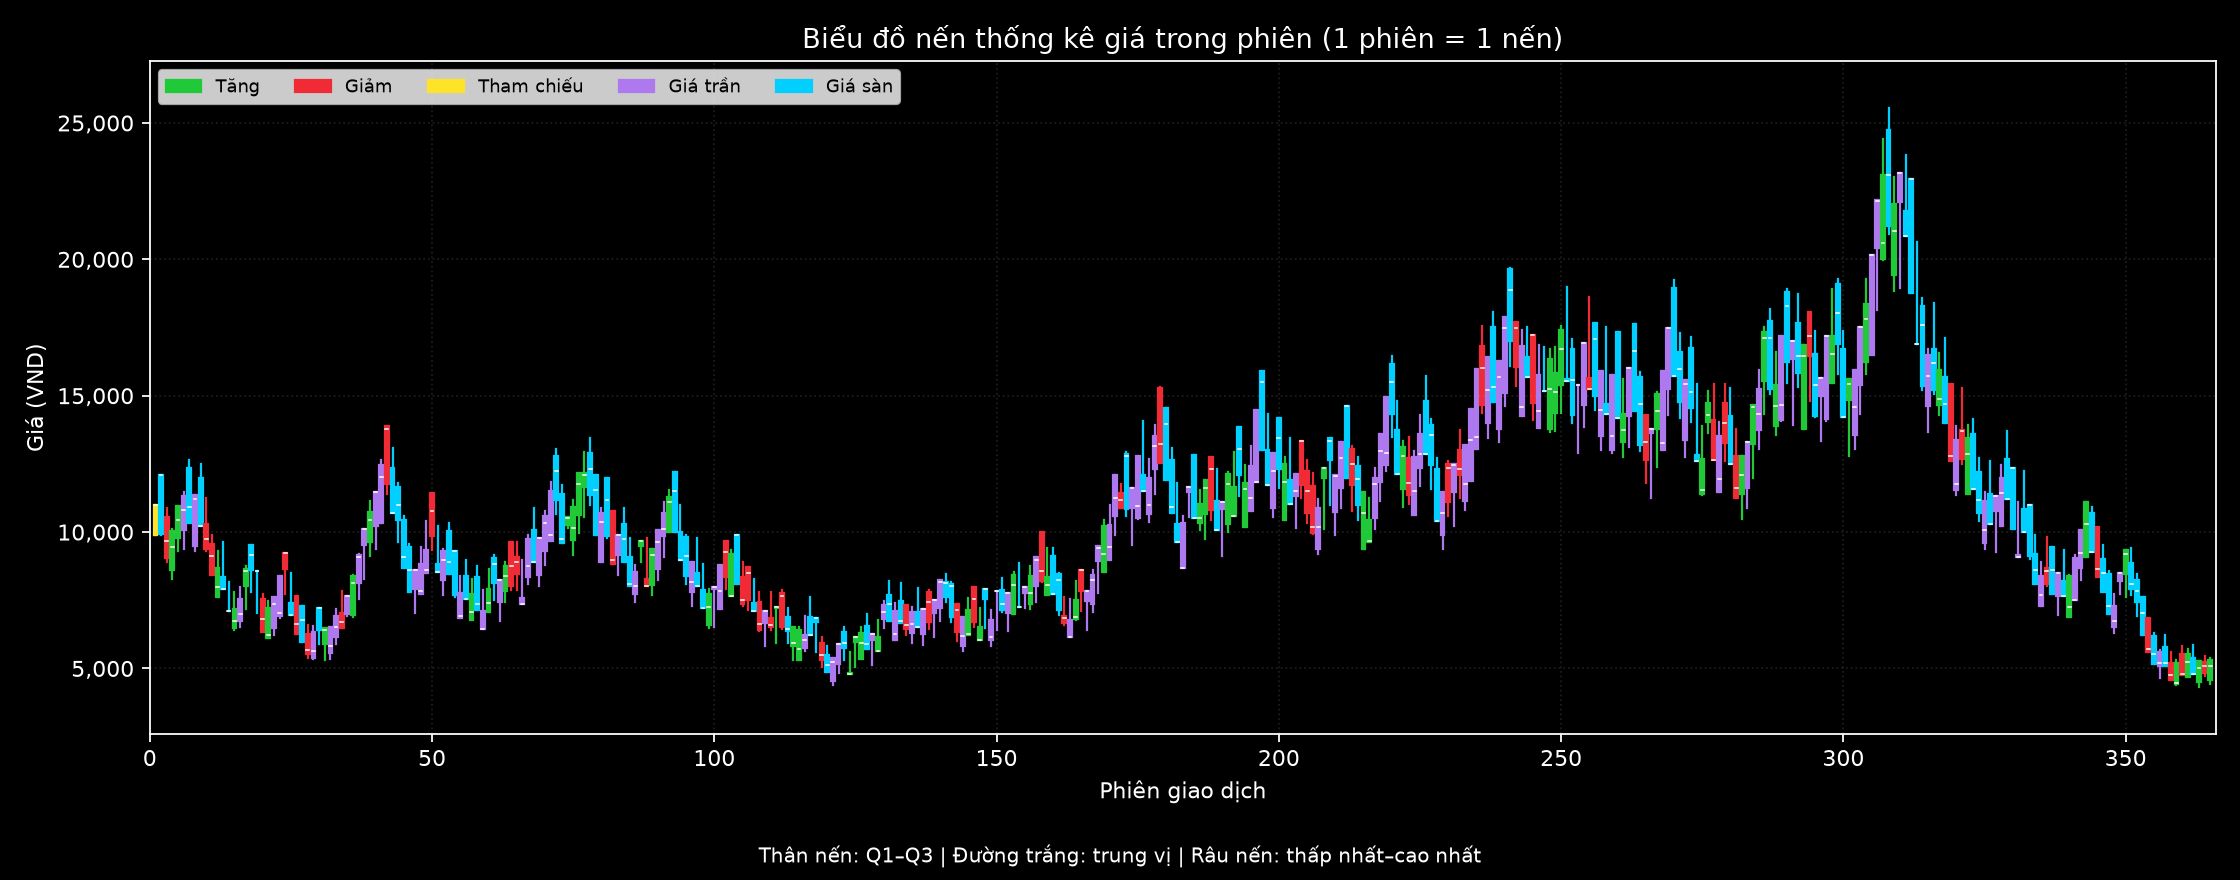 Biểu đồ nến thống kê giá trong phiên (1 phiên = 1 nến)
Tăng Giảm Tham chiếu Giá trần Giá sàn
25,000
20,000
15,000
10,000
5,000
Giá (VND)
0 50 100 150 200 250 300 350
Phiên giao dịch
Thân nến: Q1–Q3 | Đường trắng: trung vị | Râu nến: thấp nhất–cao nhất